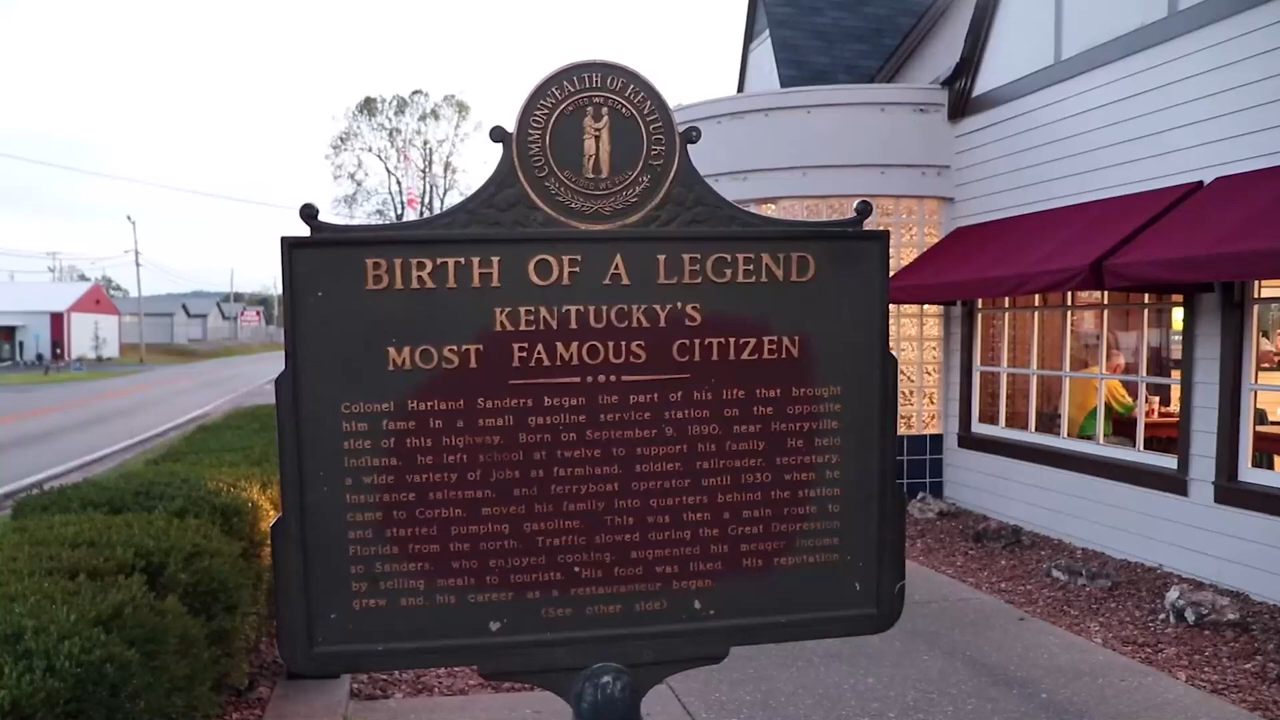 COMMONWEALTH OF KENTUCKY
UNITED WE STAND
DIVIDED WE FALL
BIRTH OF A LEGEND
KENTUCKY'S
MOST FAMOUS CITIZEN
Colonel Harland Sanders began the part of his life that brought
him fame in a small gasoline service station on the opposite
side of this highway. Born on September 9, 1890, near Henryville,
Indiana, he left school at twelve to support his family. He held
a wide variety of jobs as farmhand, soldier, railroader, secretary,
insurance salesman, and ferryboat operator until 1930 when he
came to Corbin, moved his family into quarters behind the station
and started pumping gasoline. This was then a main route to
Florida from the north. Traffic slowed during the Great Depression
so Sanders, who enjoyed cooking, augmented his meager income
by selling meals to tourists. His food was liked. His reputation
grew and his career as a restauranteur began.
(See other side)